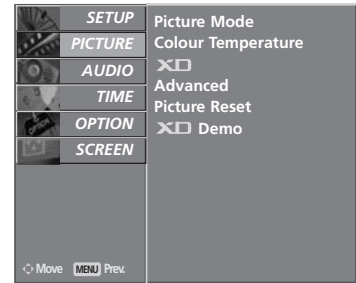 SETUP
PICTURE
AUDIO
TIME
OPTION
SCREEN
Move MENU Prev.
Picture Mode
Colour Temperature
XD
Advanced
Picture Reset
XD Demo